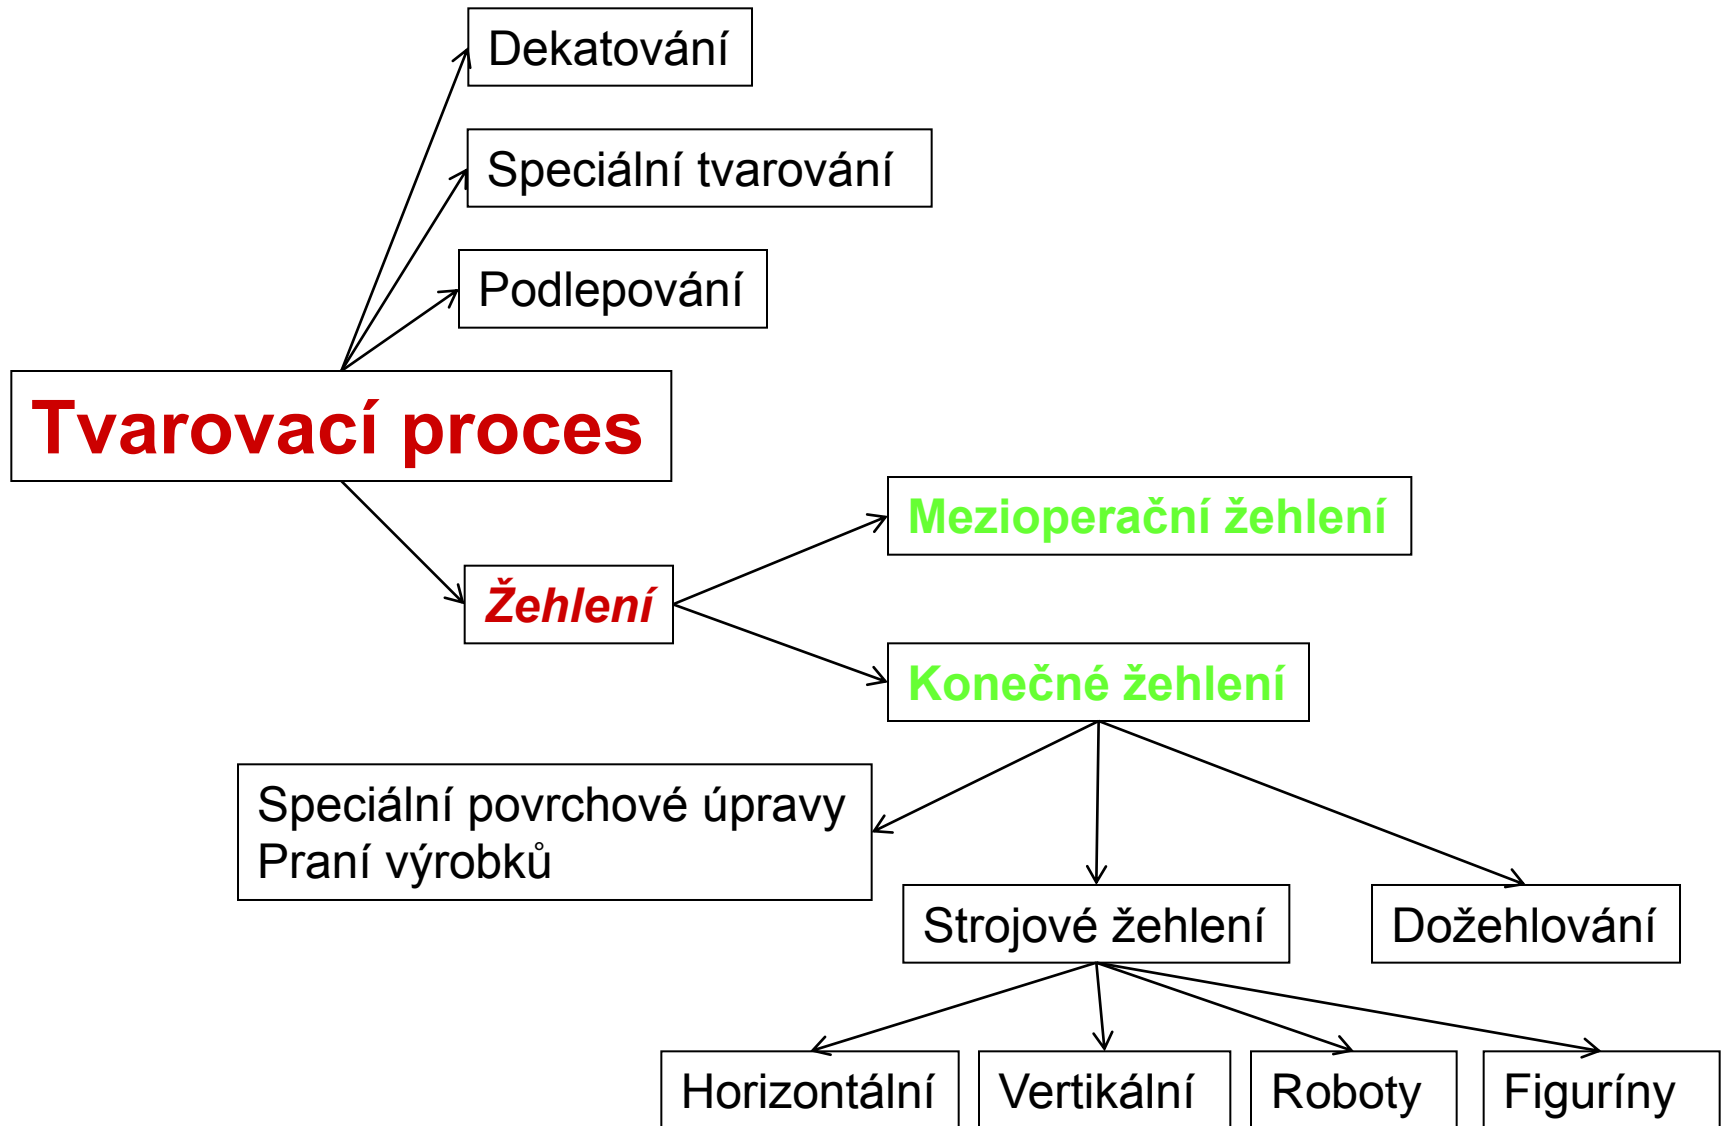 Dekatování
Speciální tvarování
Podlepování
Tvarovací proces
Mezioperační žehlení
Žehlení
Konečné žehlení
Speciální povrchové úpravy
Praní výrobků
Strojové žehlení
Dožehlování
Horizontální
Vertikální
Roboty
Figuríny